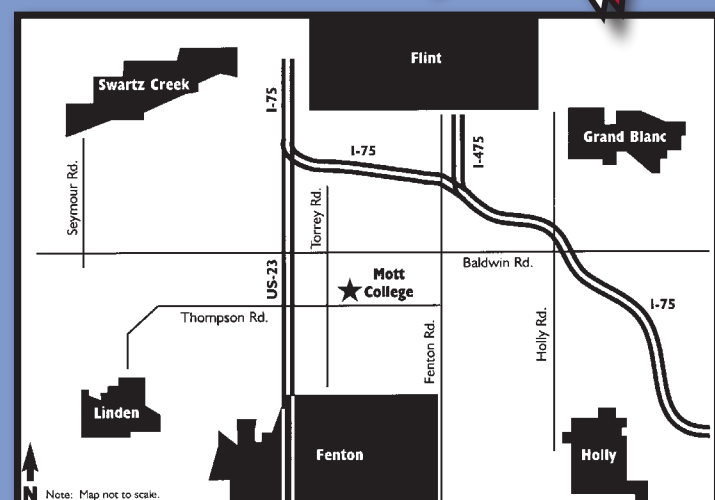 Flint
Swartz Creek
I-75
Grand Blanc
I-75
I-475
Seymour Rd.
Torrey Rd.
Baldwin Rd.
US-23
Mott
College
I-75
Thompson Rd.
Fenton Rd.
Holly Rd.
Linden
Fenton
Holly
N
Note: Map not to scale.